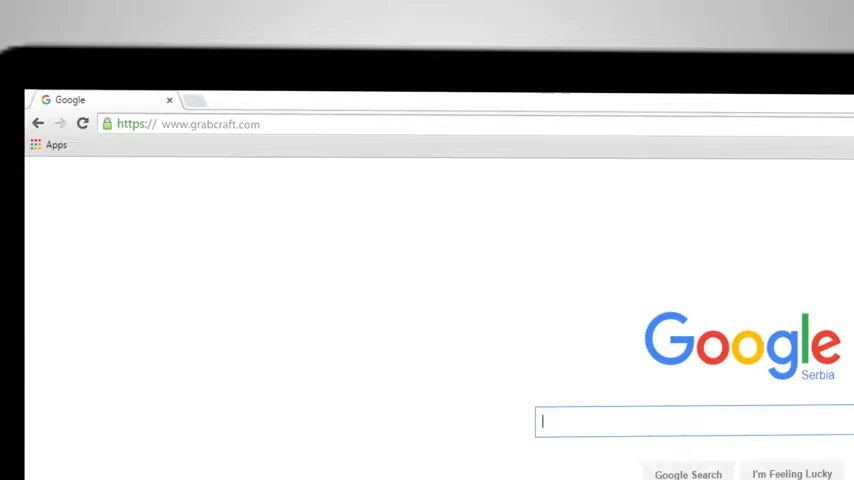 Google
https:// www.grabcraft.com
Apps
Google
Serbia
Google Search
I'm Feeling Lucky